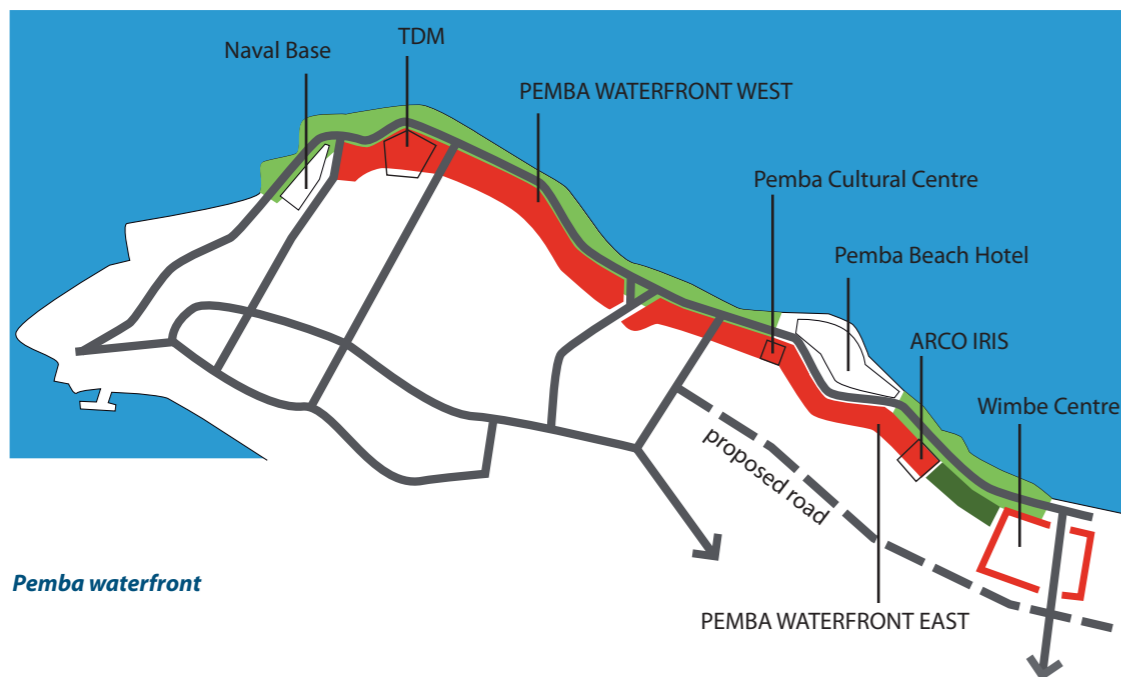 TDM
Naval Base
PEMBA WATERFRONT WEST
Pemba Cultural Centre
Pemba Beach Hotel
ARCO IRIS
Wimbe Centre
proposed road
Pemba waterfront
PEMBA WATERFRONT EAST